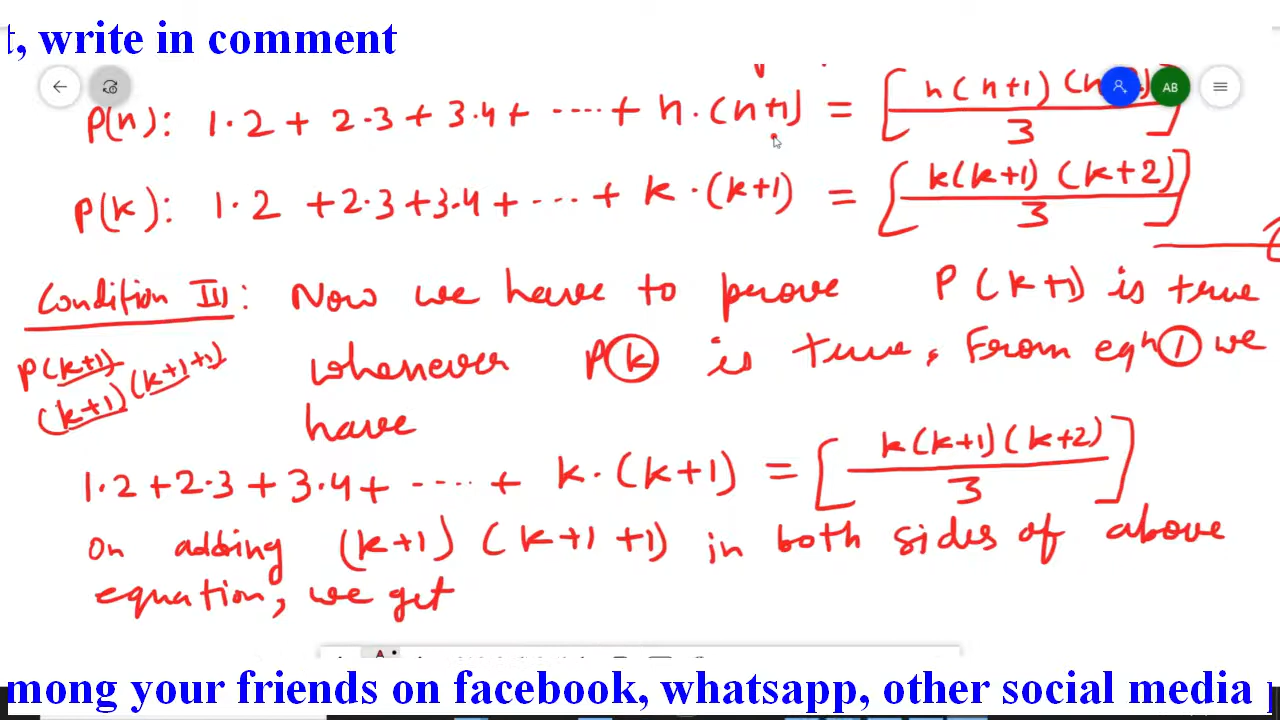 t, write in comment
AB
P(n): 1·2 + 2·3 + 3·4 + ---- + n·(n+1) = [n(n+1)(n+2)/3]
P(k): 1·2 + 2·3 + 3·4 + --- + k·(k+1) = [k(k+1)(k+2)/3]
Condition III: Now we have to prove P(k+1) is true
whenever P(k) is true. From eqn (1) we
have
P(k+1)
(k+1)(k+1+1)
1·2 + 2·3 + 3·4 + ---- + k·(k+1) = [k(k+1)(k+2)/3]
On adding (k+1) (k+1+1) in both sides of above
equation, we get
mong your friends on facebook, whatsapp, other social media